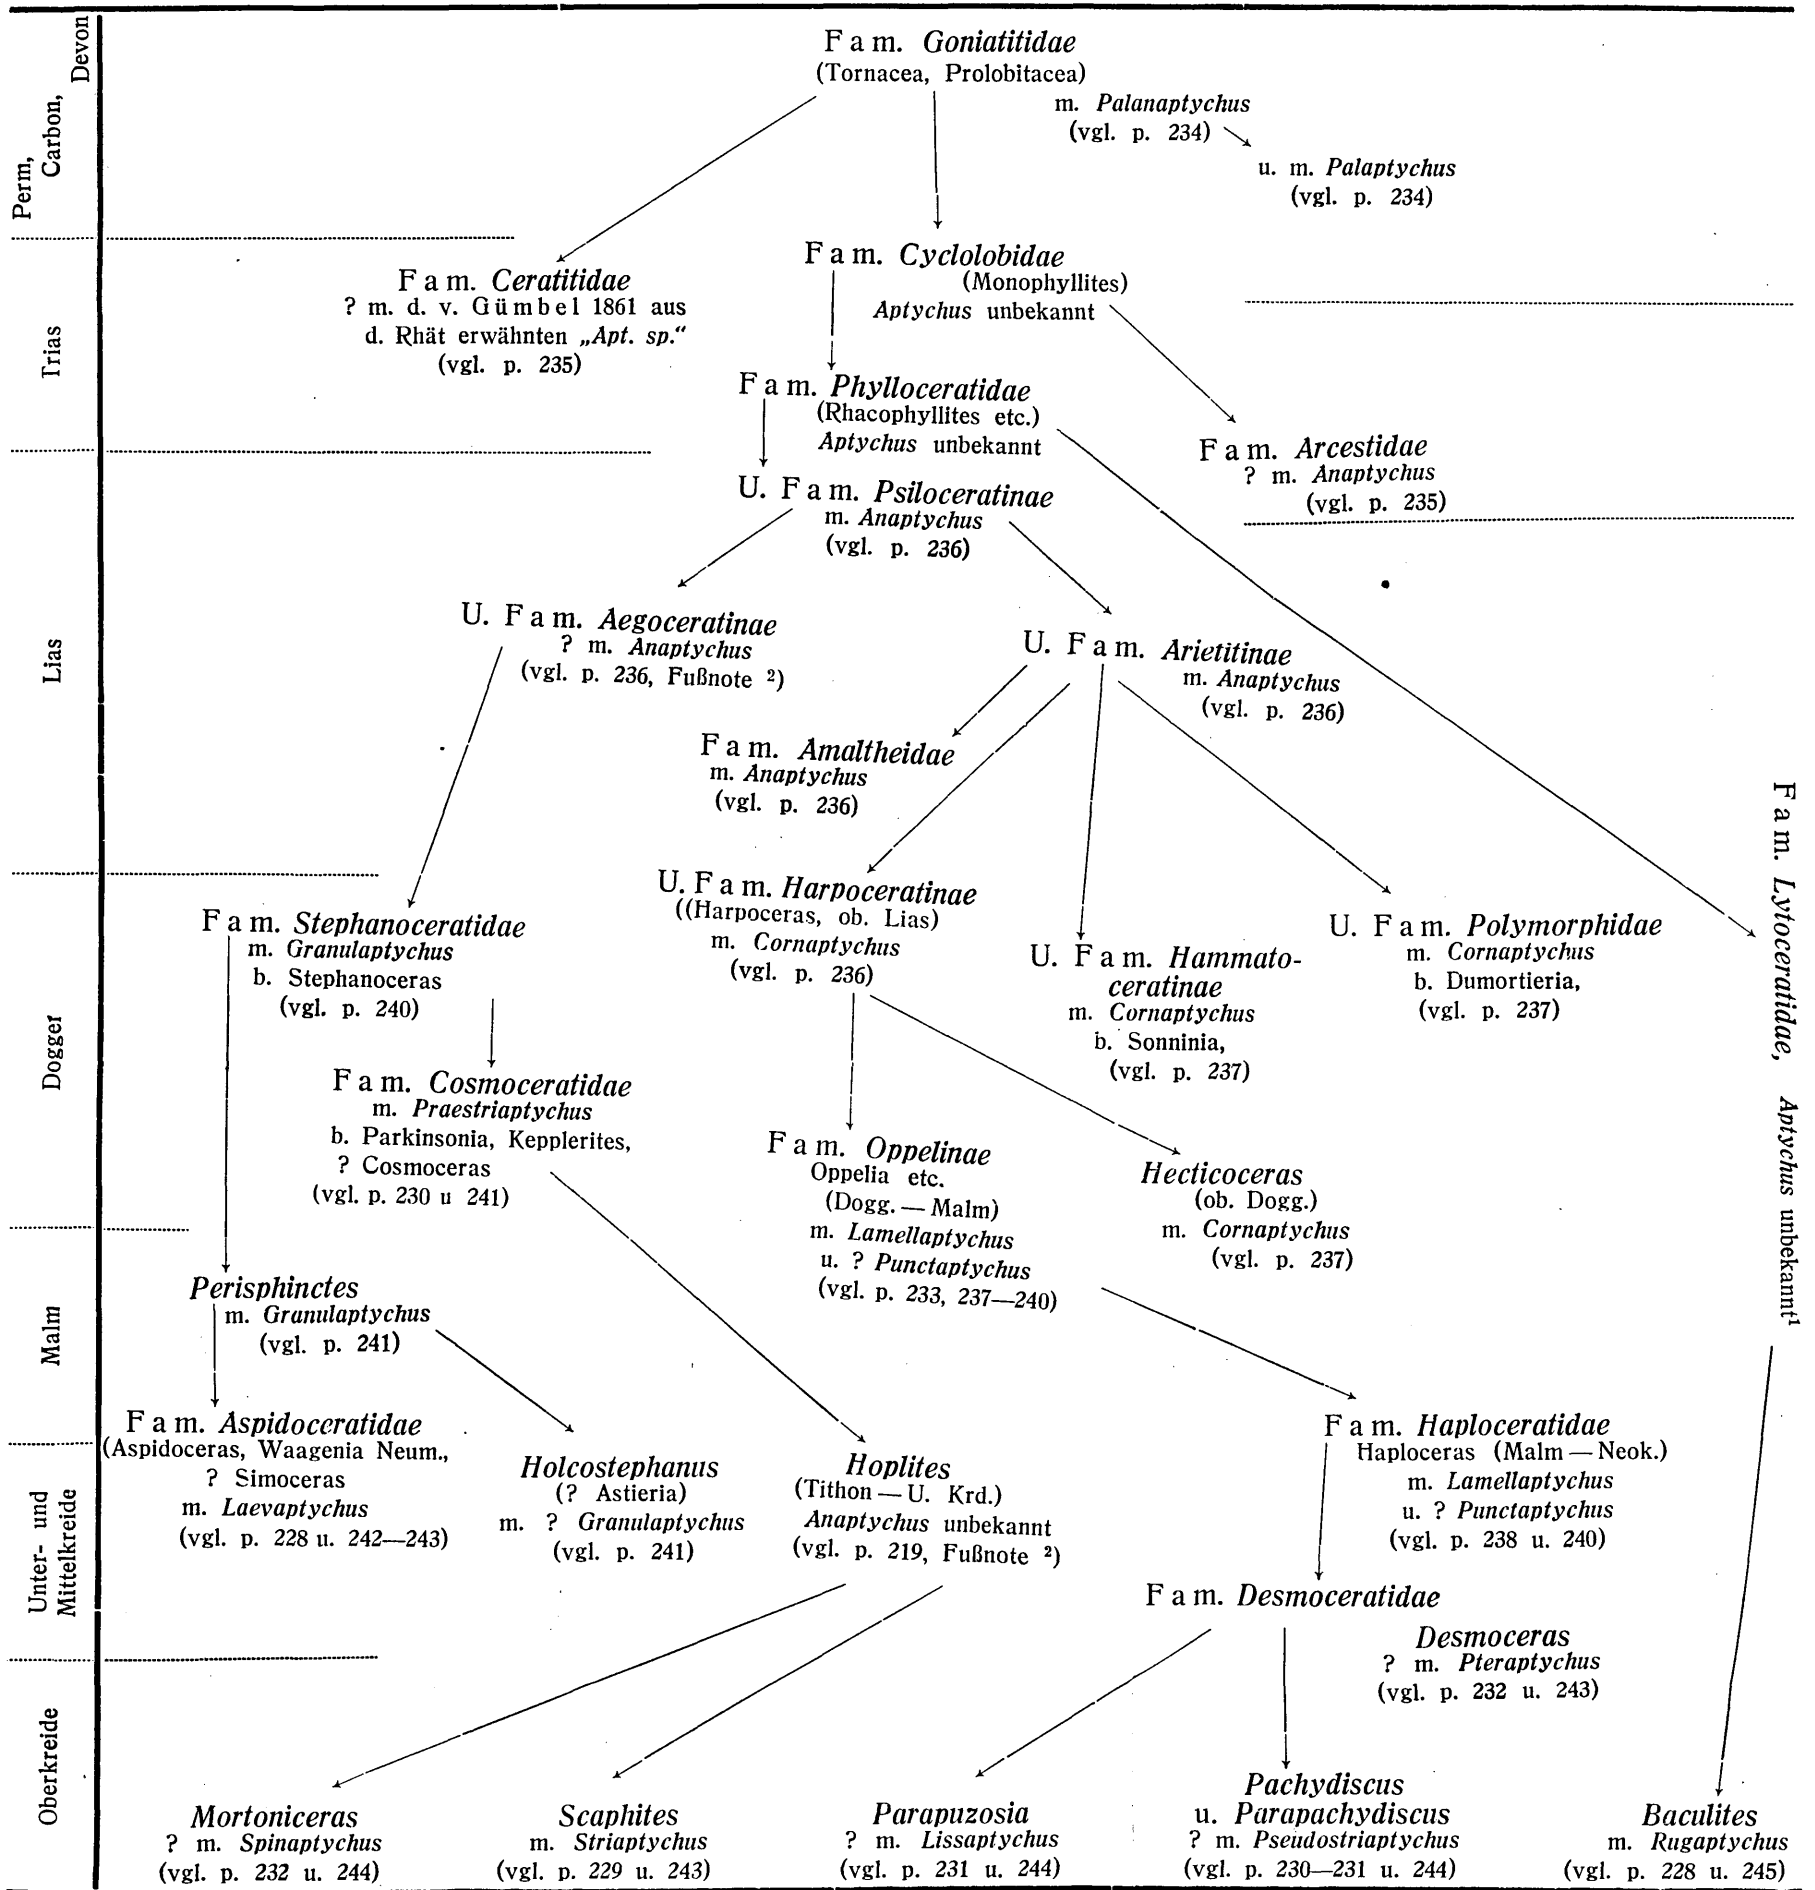 Devon
Perm,
Carbon,
Trias
Lias
Dogger
Malm
Unter- und
Mittelkreide
Oberkreide
Fam. Goniatitidae
(Tornacea, Prolobitacea)
m. Palanaptychus
(vgl. p. 234)
u. m. Palaptychus
(vgl. p. 234)
Fam. Cyclolobidae
(Monophyllites)
Aptychus unbekannt
Fam. Ceratitidae
? m. d. v. Gümbel 1861 aus
d. Rhät erwähnten „Apt. sp.“
(vgl. p. 235)
Fam. Phylloceratidae
(Rhacophyllites etc.)
Aptychus unbekannt
Fam. Arcestidae
? m. Anaptychus
(vgl. p. 235)
U. Fam. Psiloceratinae
m. Anaptychus
(vgl. p. 236)
U. Fam. Aegoceratinae
? m. Anaptychus
(vgl. p. 236, Fußnote ²)
U. Fam. Arietitinae
m. Anaptychus
(vgl. p. 236)
Fam. Amaltheidae
m. Anaptychus
(vgl. p. 236)
Fam. Lytoceratidae, Aptychus unbekannt¹
U. Fam. Harpoceratinae
((Harpoceras, ob. Lias)
m. Cornaptychus
(vgl. p. 236)
Fam. Stephanoceratidae
m. Granulaptychus
b. Stephanoceras
(vgl. p. 240)
U. Fam. Hammato-
ceratinae
m. Cornaptychus
b. Sonninia,
(vgl. p. 237)
U. Fam. Polymorphidae
m. Cornaptychus
b. Dumortieria,
(vgl. p. 237)
Fam. Cosmoceratidae
m. Praestriaptychus
b. Parkinsonia, Kepplerites,
? Cosmoceras
(vgl. p. 230 u 241)
Fam. Oppelinae
Oppelia etc.
(Dogg. — Malm)
m. Lamellaptychus
u. ? Punctaptychus
(vgl. p. 233, 237—240)
Hecticoceras
(ob. Dogg.)
m. Cornaptychus
(vgl. p. 237)
Perisphinctes
m. Granulaptychus
(vgl. p. 241)
Fam. Aspidoceratidae
(Aspidoceras, Waagenia Neum.,
? Simoceras
m. Laevaptychus
(vgl. p. 228 u. 242—243)
Holcostephanus
(? Astieria)
m. ? Granulaptychus
(vgl. p. 241)
Hoplites
(Tithon — U. Krd.)
Anaptychus unbekannt
(vgl. p. 219, Fußnote ²)
Fam. Haploceratidae
Haploceras (Malm — Neok.)
m. Lamellaptychus
u. ? Punctaptychus
(vgl. p. 238 u. 240)
Fam. Desmoceratidae
Desmoceras
? m. Pteraptychus
(vgl. p. 232 u. 243)
Mortoniceras
? m. Spinaptychus
(vgl. p. 232 u. 244)
Scaphites
m. Striaptychus
(vgl. p. 229 u. 243)
Parapuzosia
? m. Lissaptychus
(vgl. p. 231 u. 244)
Pachydiscus
u. Parapachydiscus
? m. Pseudostriaptychus
(vgl. p. 230—231 u. 244)
Baculites
m. Rugaptychus
(vgl. p. 228 u. 245)